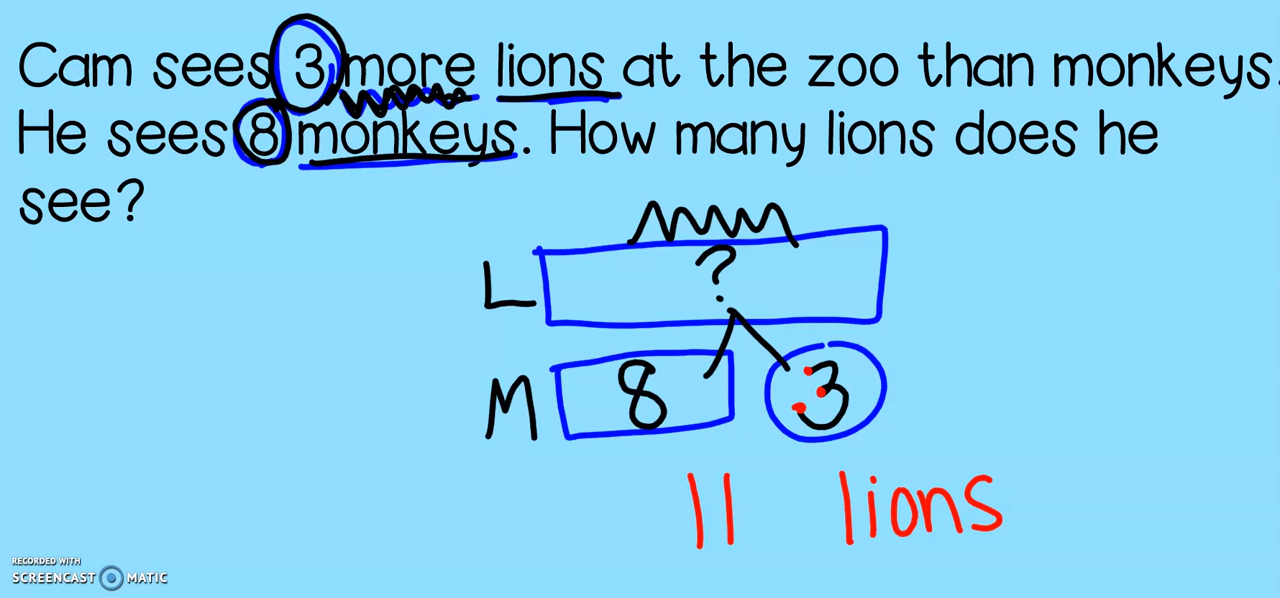 Cam sees 3 more lions at the zoo than monkeys.
He sees 8 monkeys. How many lions does he
see?
L ?
M 8 3
11 lions
RECORDED WITH
SCREENCAST MATIC